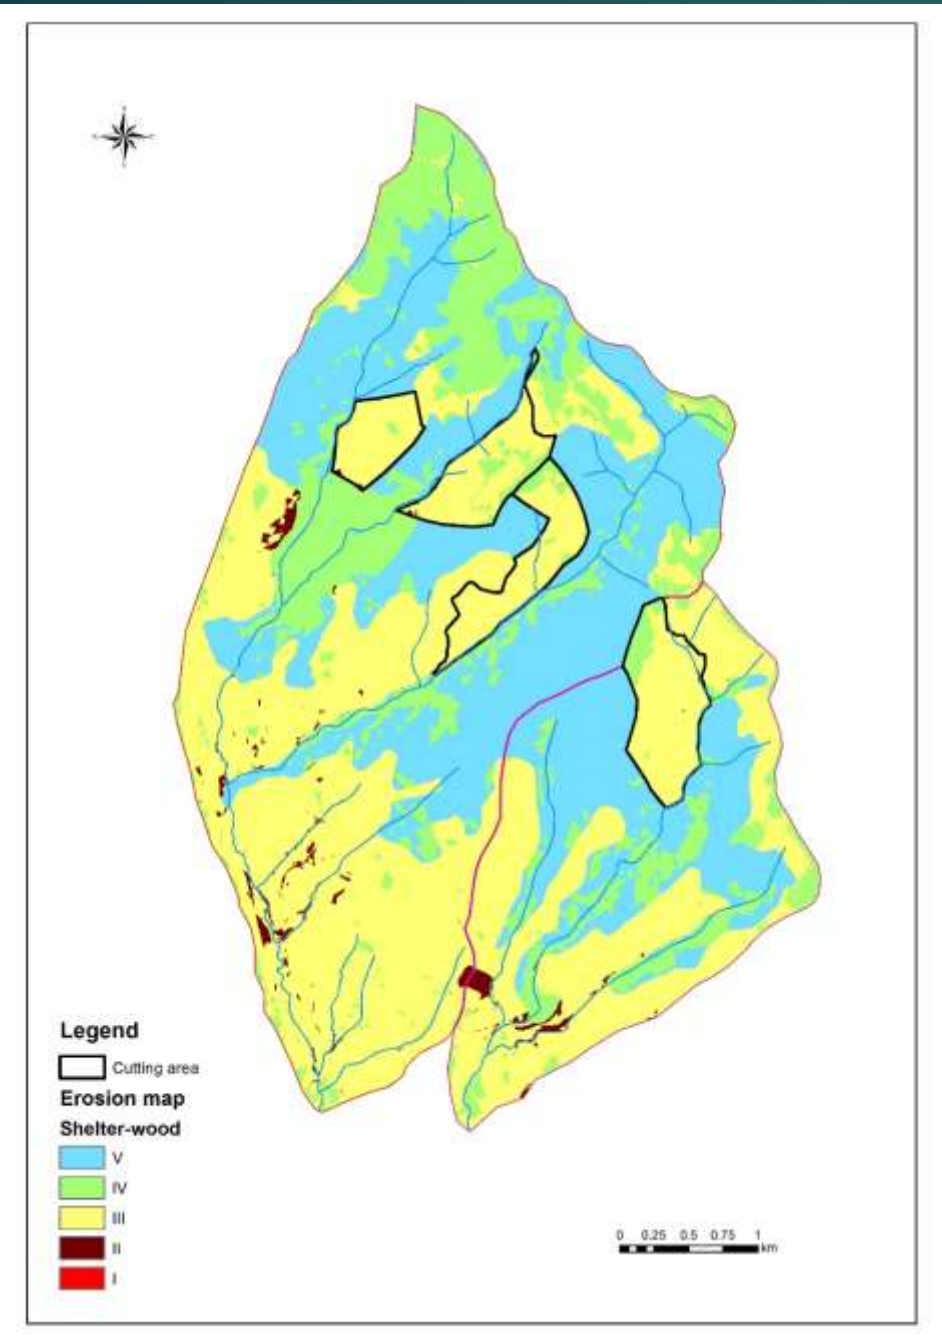 Legend
Cutting area
Erosion map
Shelter-wood
V
IV
III
II
I
0 0.25 0.5 0.75 1
km